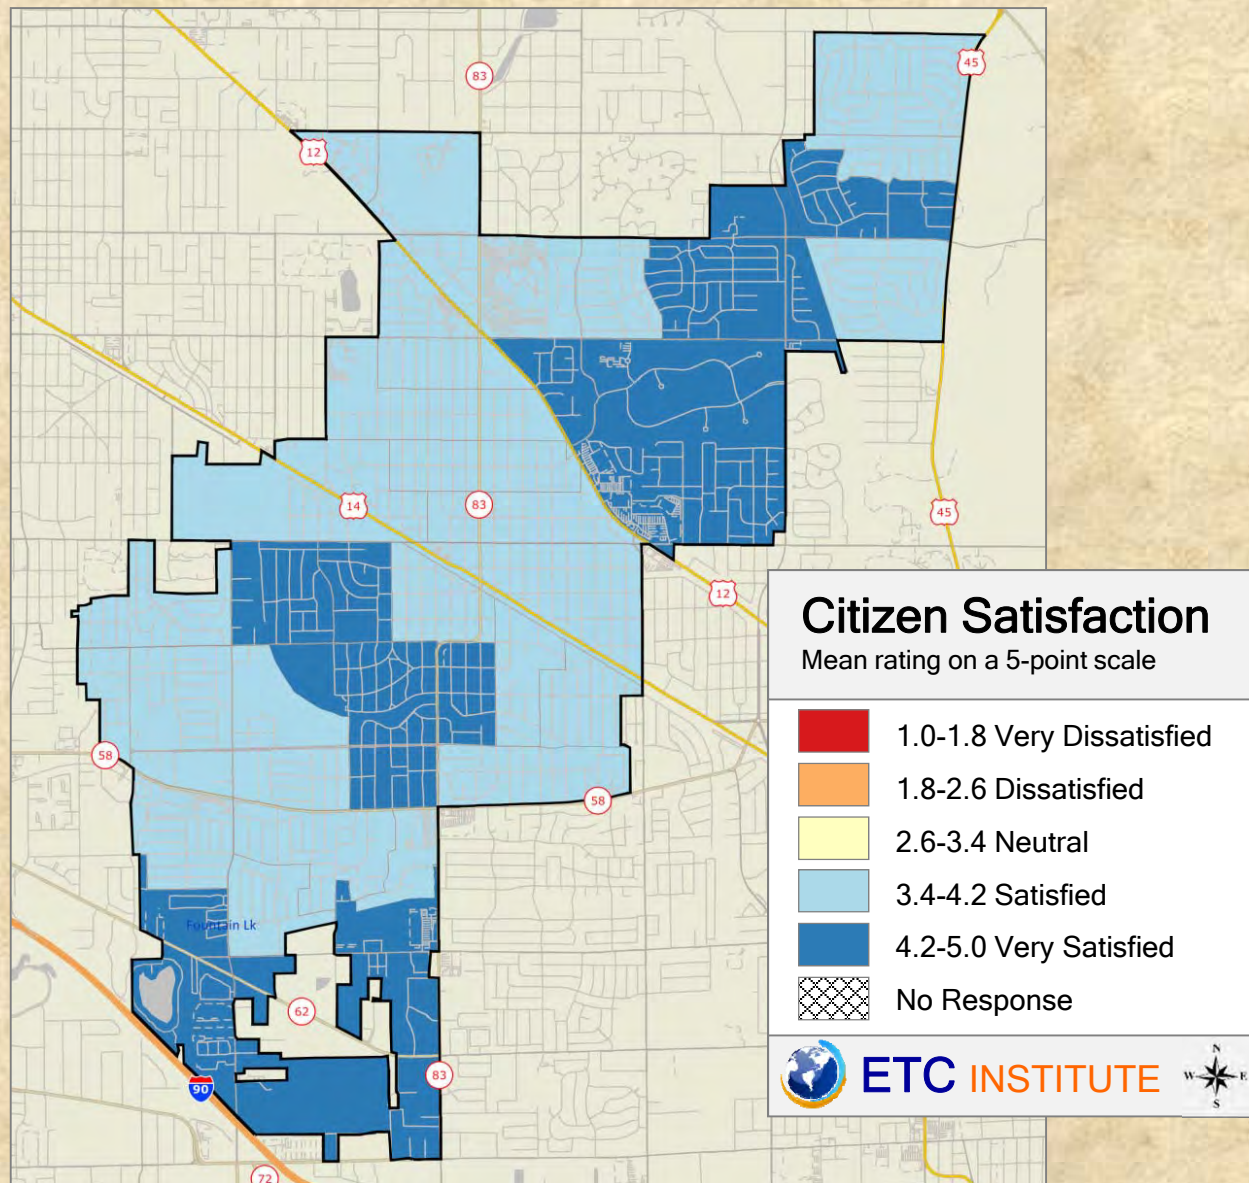 83
45
12
14
83
45
12
58
58
Fountain Lk
62
83
90
72
Citizen Satisfaction
Mean rating on a 5-point scale
1.0-1.8 Very Dissatisfied
1.8-2.6 Dissatisfied
2.6-3.4 Neutral
3.4-4.2 Satisfied
4.2-5.0 Very Satisfied
No Response
ETC INSTITUTE
N
W E
S